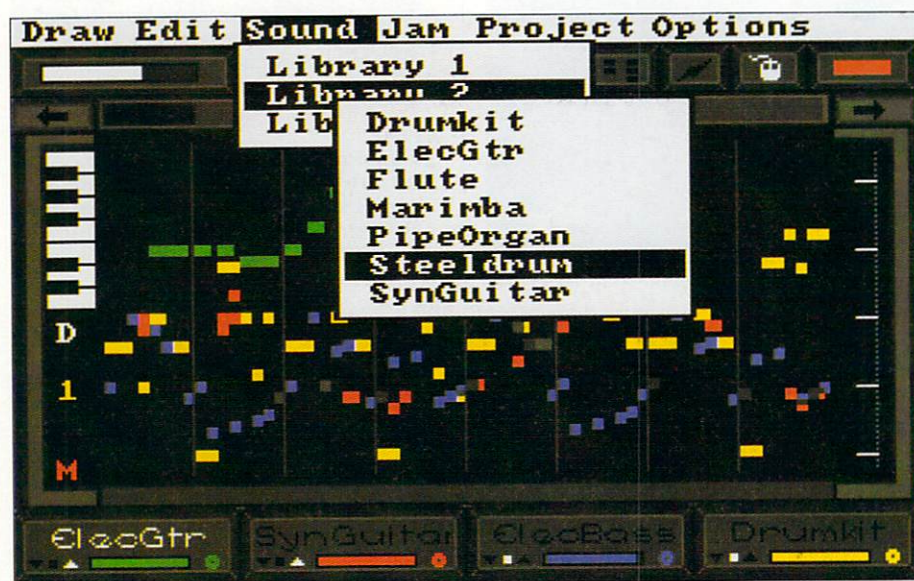 Draw Edit Sound Jam Project Options
Library 1
Library 2
Lib
Drumkit
ElecGtr
Flute
Marimba
PipeOrgan
Steeldrum
SynGuitar
D
1
M
ElecGtr SynGuitar ElecBass Drumkit